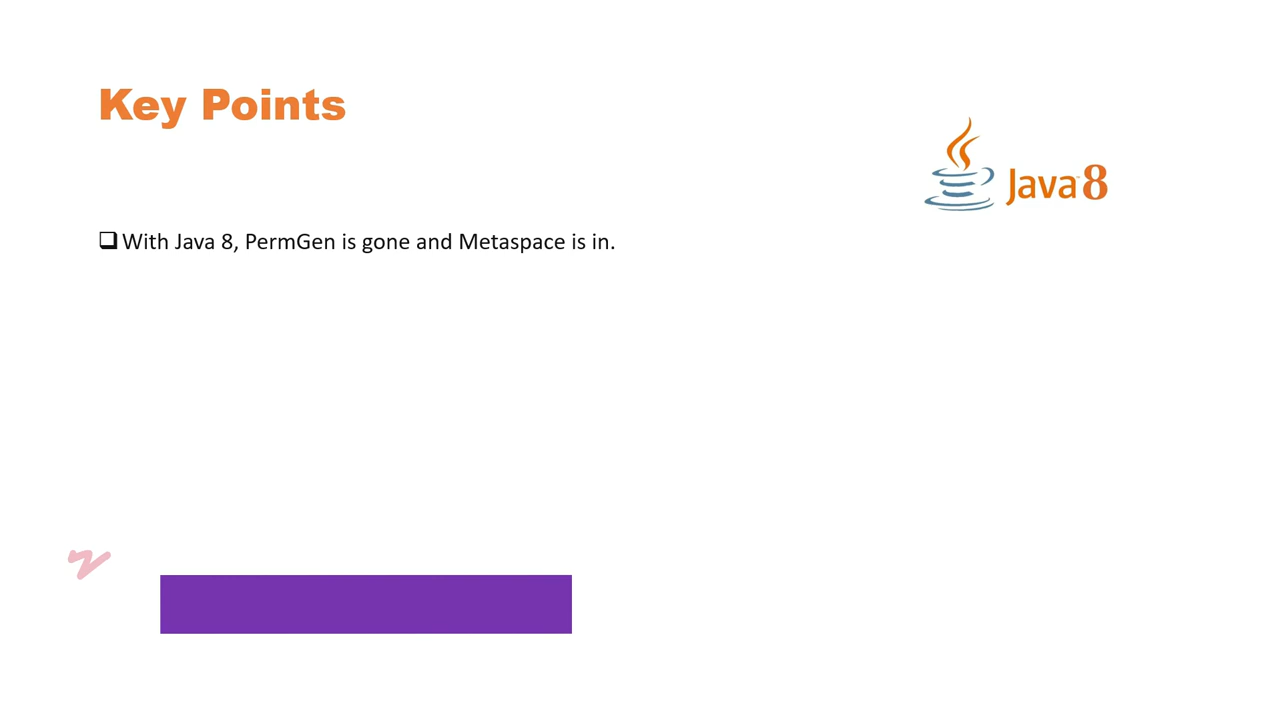 Key Points
Java 8
With Java 8, PermGen is gone and Metaspace is in.